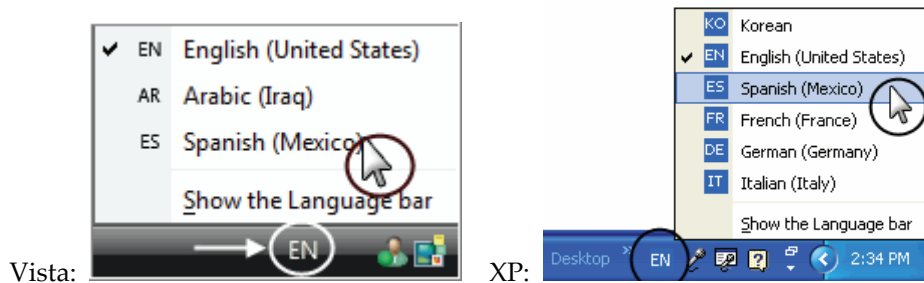 EN English (United States)
AR Arabic (Iraq)
ES Spanish (Mexico)
Show the Language bar
EN
Vista:
KO Korean
EN English (United States)
ES Spanish (Mexico)
FR French (France)
DE German (Germany)
IT Italian (Italy)
Show the Language bar
XP:
Desktop » EN 2:34 PM